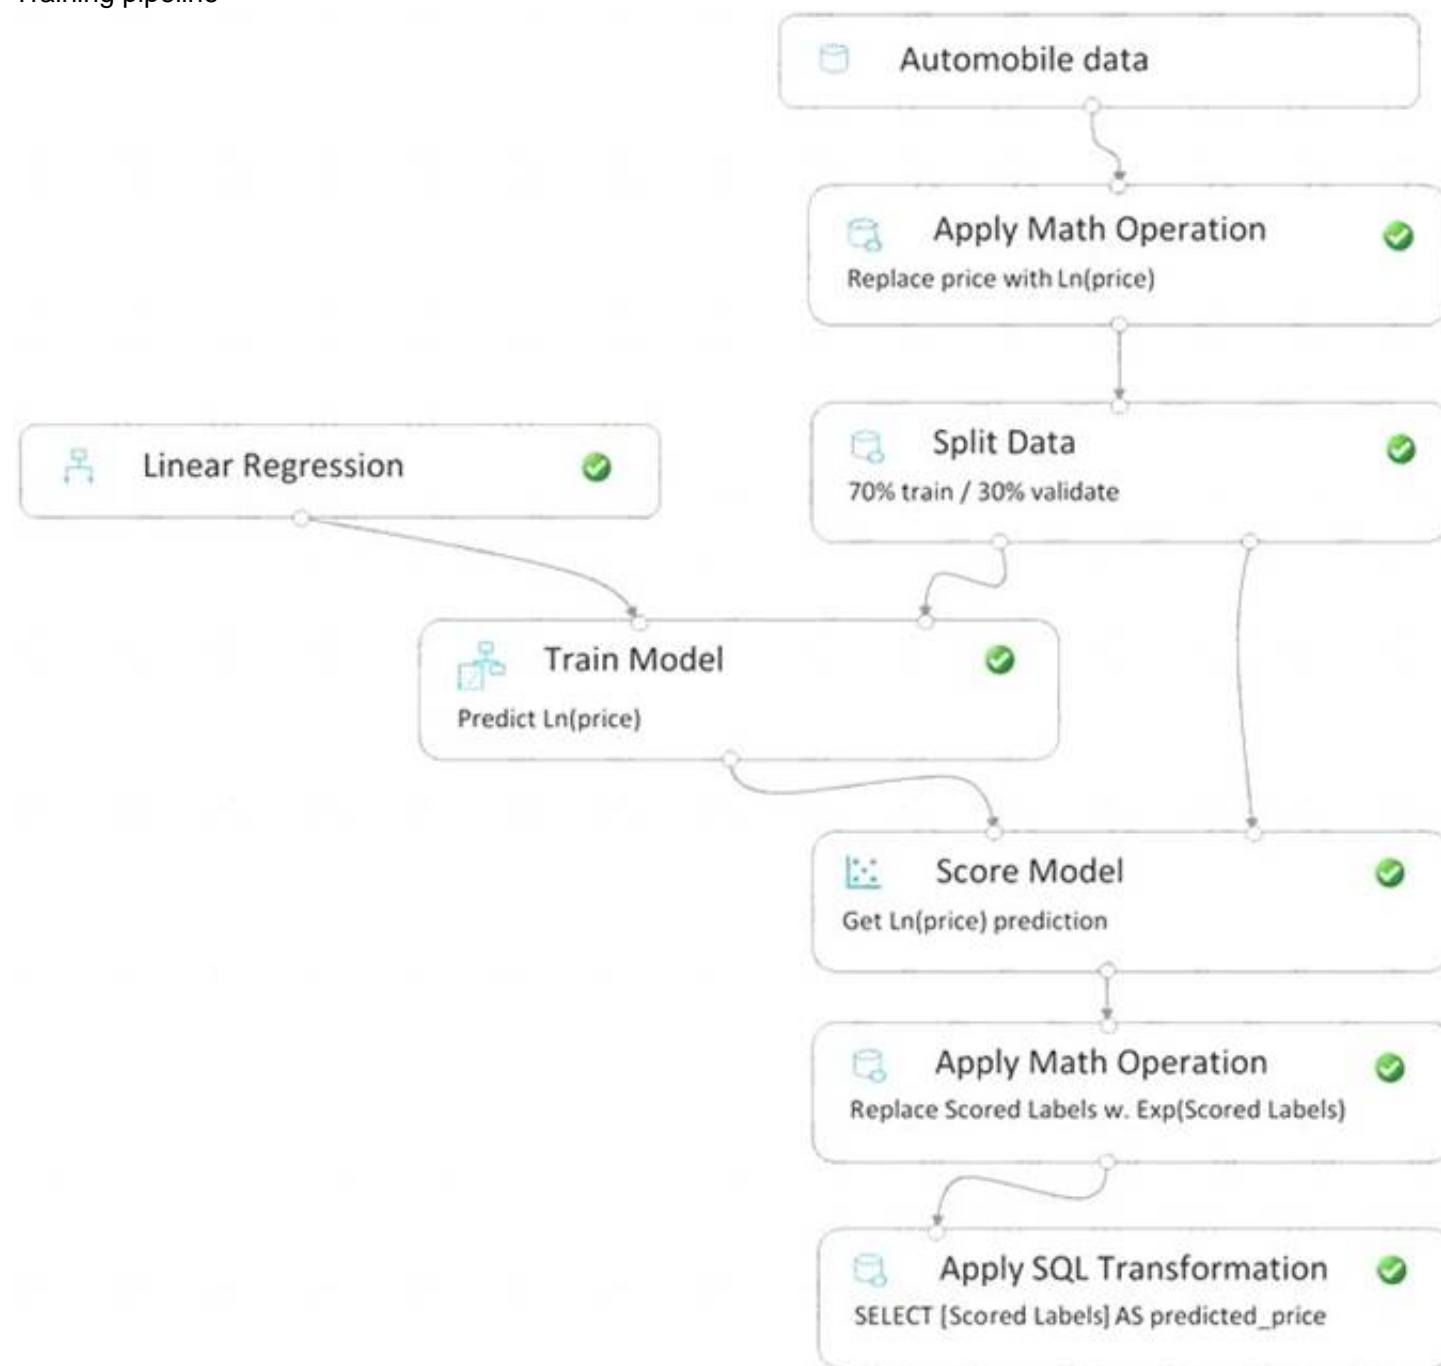 Training pipeline
Automobile data
Apply Math Operation
Replace price with Ln(price)
Linear Regression
Split Data
70% train / 30% validate
Train Model
Predict Ln(price)
Score Model
Get Ln(price) prediction
Apply Math Operation
Replace Scored Labels w. Exp(Scored Labels)
Apply SQL Transformation
SELECT [Scored Labels] AS predicted_price